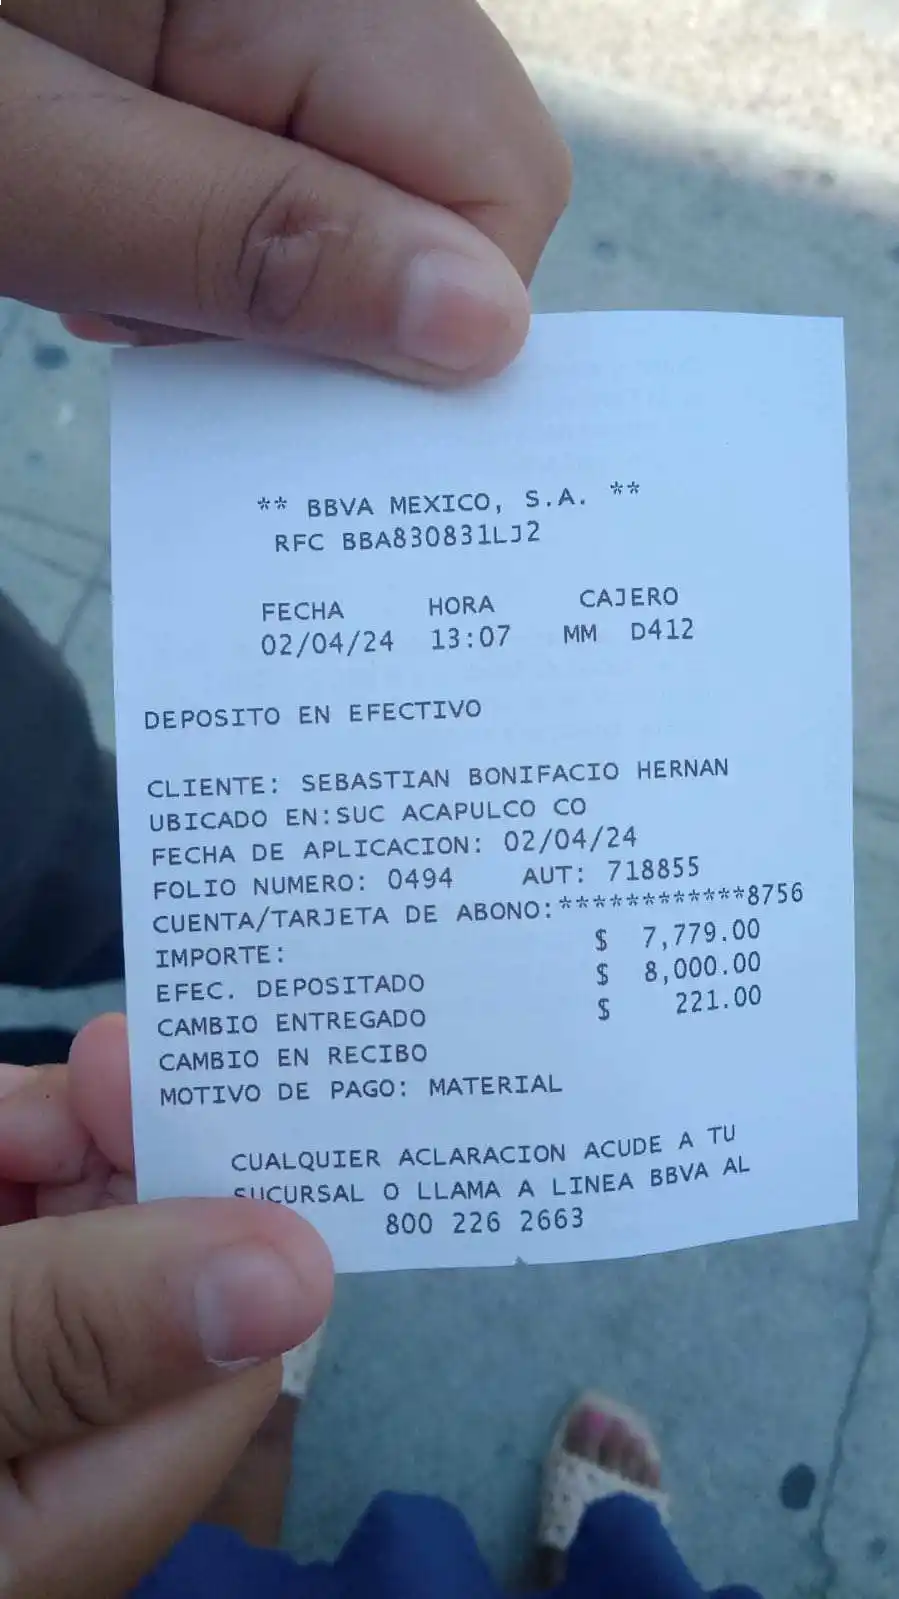 ** BBVA MEXICO, S.A. **
RFC BBA830831LJ2
FECHA HORA CAJERO
02/04/24 13:07 MM D412
DEPOSITO EN EFECTIVO
CLIENTE: SEBASTIAN BONIFACIO HERNAN
UBICADO EN:SUC ACAPULCO CO
FECHA DE APLICACION: 02/04/24
FOLIO NUMERO: 0494 AUT: 718855
CUENTA/TARJETA DE ABONO:************8756
IMPORTE: $ 7,779.00
EFEC. DEPOSITADO $ 8,000.00
CAMBIO ENTREGADO $ 221.00
CAMBIO EN RECIBO
MOTIVO DE PAGO: MATERIAL
CUALQUIER ACLARACION ACUDE A TU
SUCURSAL O LLAMA A LINEA BBVA AL
800 226 2663